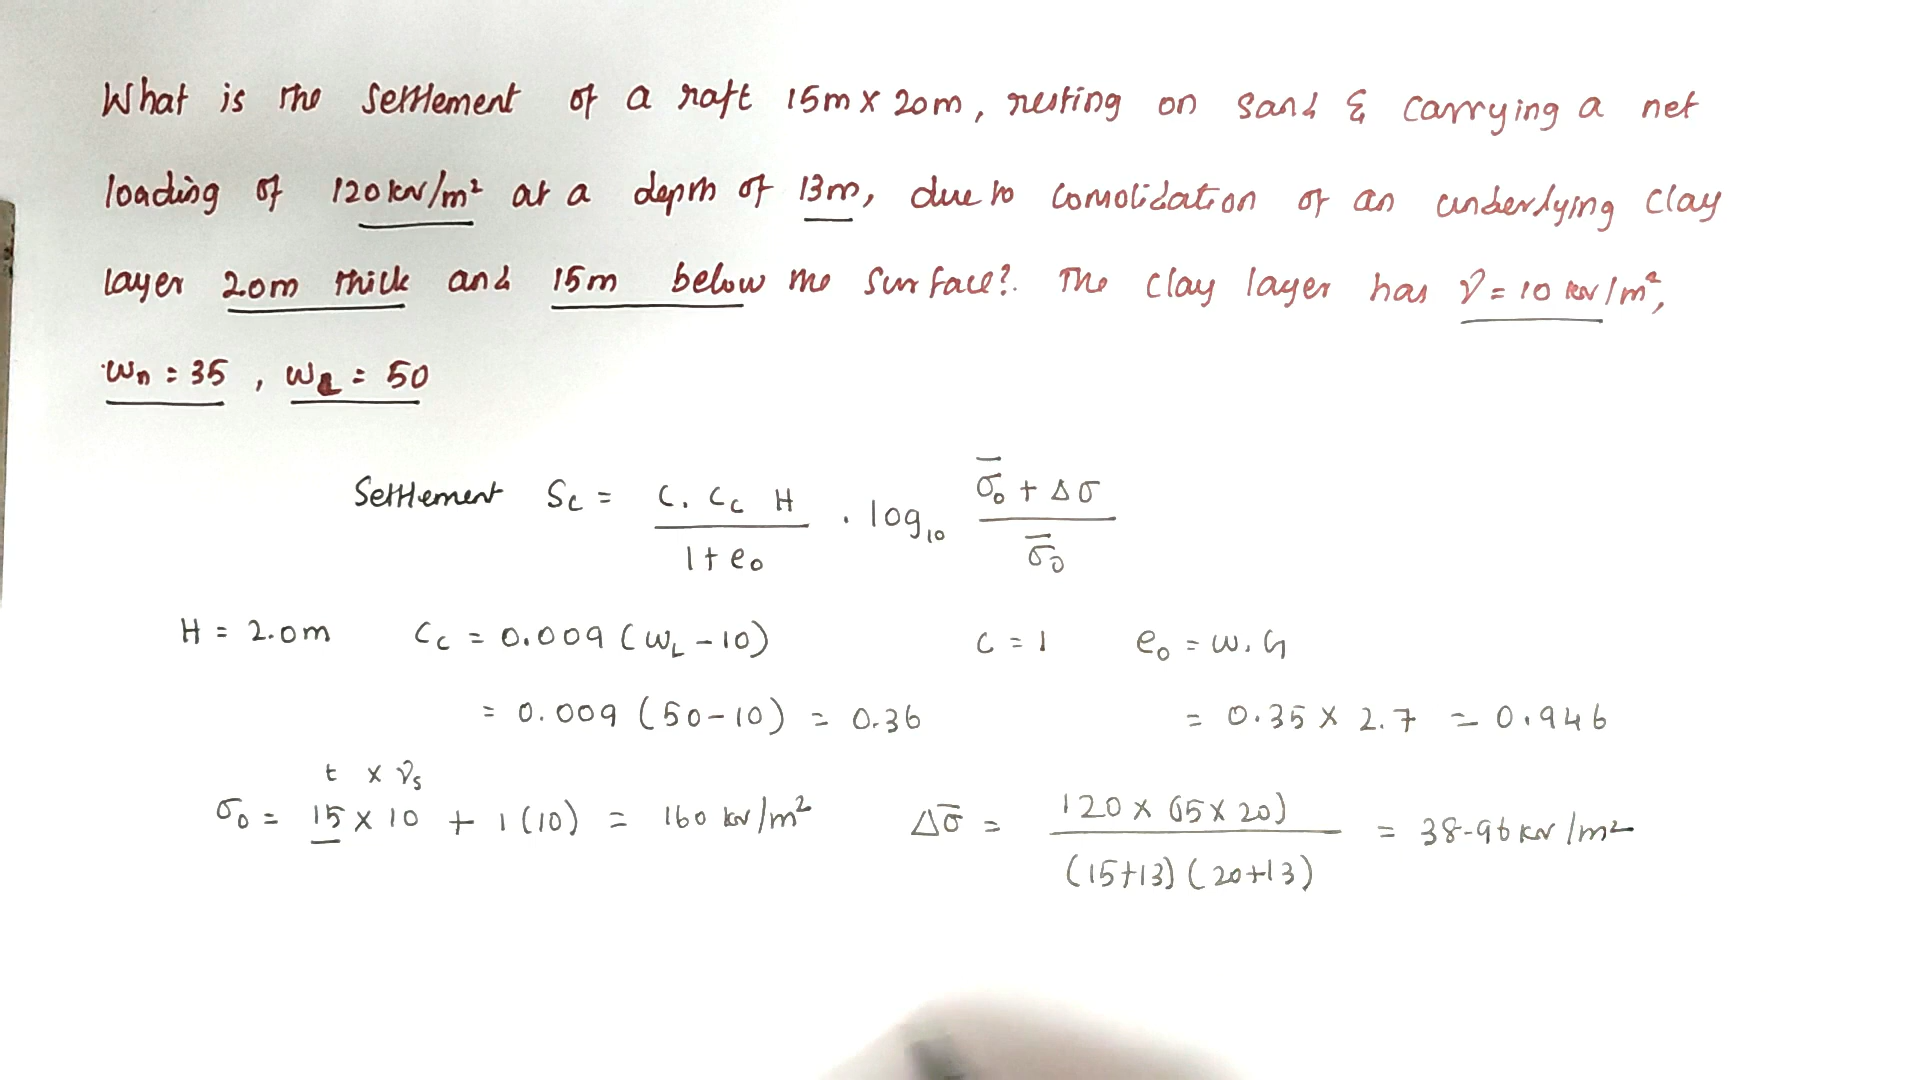 What is the settlement of a raft 15m x 20m, resting on sand & carrying a net
loading of 120 kN/m² at a depth of 13m, due to consolidation of an underlying clay
layer 2.0m thick and 15m below the surface?. The clay layer has γ = 10 kN/m²,
Wn = 35 , WL = 50
Settlement Sc = C. Cc H / 1+e₀ . log₁₀ σ̄₀ + Δσ / σ̄₀
H = 2.0m Cc = 0.009 (WL - 10) C = 1 e₀ = w. G
= 0.009 (50-10) = 0.36 = 0.35 x 2.7 = 0.946
t x γs
σ₀ = 15 x 10 + 1(10) = 160 kN/m² Δσ̄ = 120 x (15 x 20) / (15+13) (20+13) = 38.96 kN/m²